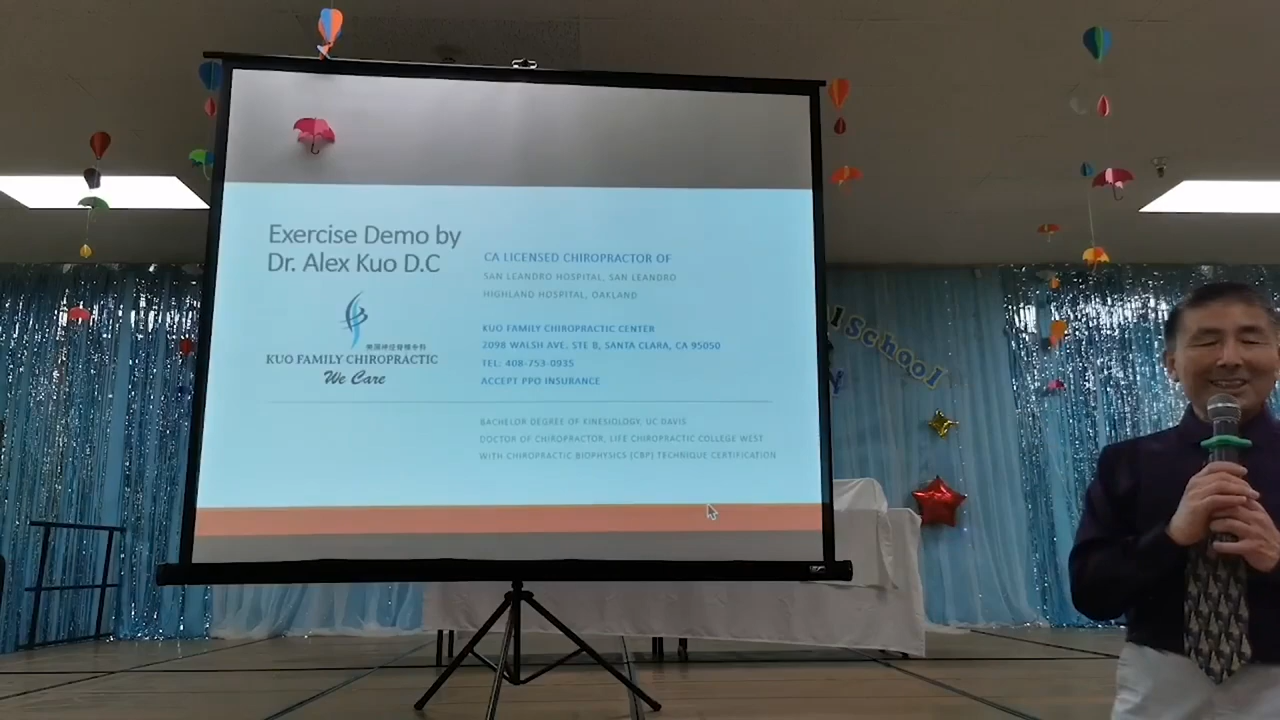 Exercise Demo by
Dr. Alex Kuo D.C
KUO FAMILY CHIROPRACTIC
We Care
CA LICENSED CHIROPRACTOR OF
SAN LEANDRO HOSPITAL, SAN LEANDRO
HIGHLAND HOSPITAL, OAKLAND
KUO FAMILY CHIROPRACTIC CENTER
2098 WALSH AVE. STE B, SANTA CLARA, CA 95050
TEL: 408-753-0935
ACCEPT PPO INSURANCE
BACHELOR DEGREE OF KINESIOLOGY, UC DAVIS
DOCTOR OF CHIROPRACTOR, LIFE CHIROPRACTIC COLLEGE WEST
WITH CHIROPRACTIC BIOPHYSICS (CBP) TECHNIQUE CERTIFICATION
l School